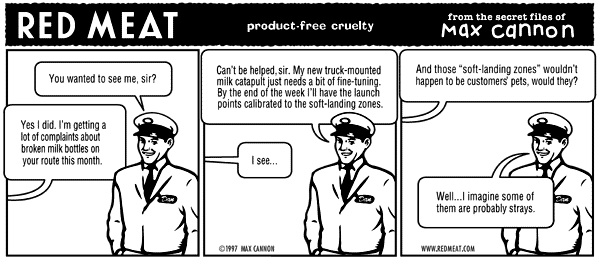 RED MEAT
product-free cruelty
from the secret files of
Max cannon
You wanted to see me, sir?
Yes I did. I'm getting a
lot of complaints about
broken milk bottles on
your route this month.
Can't be helped, sir. My new truck-mounted
milk catapult just needs a bit of fine-tuning.
By the end of the week I'll have the launch
points calibrated to the soft-landing zones.
I see...
©1997 MAX CANNON
And those "soft-landing zones" wouldn't
happen to be customers' pets, would they?
Well...I imagine some of
them are probably strays.
WWW.REDMEAT.COM